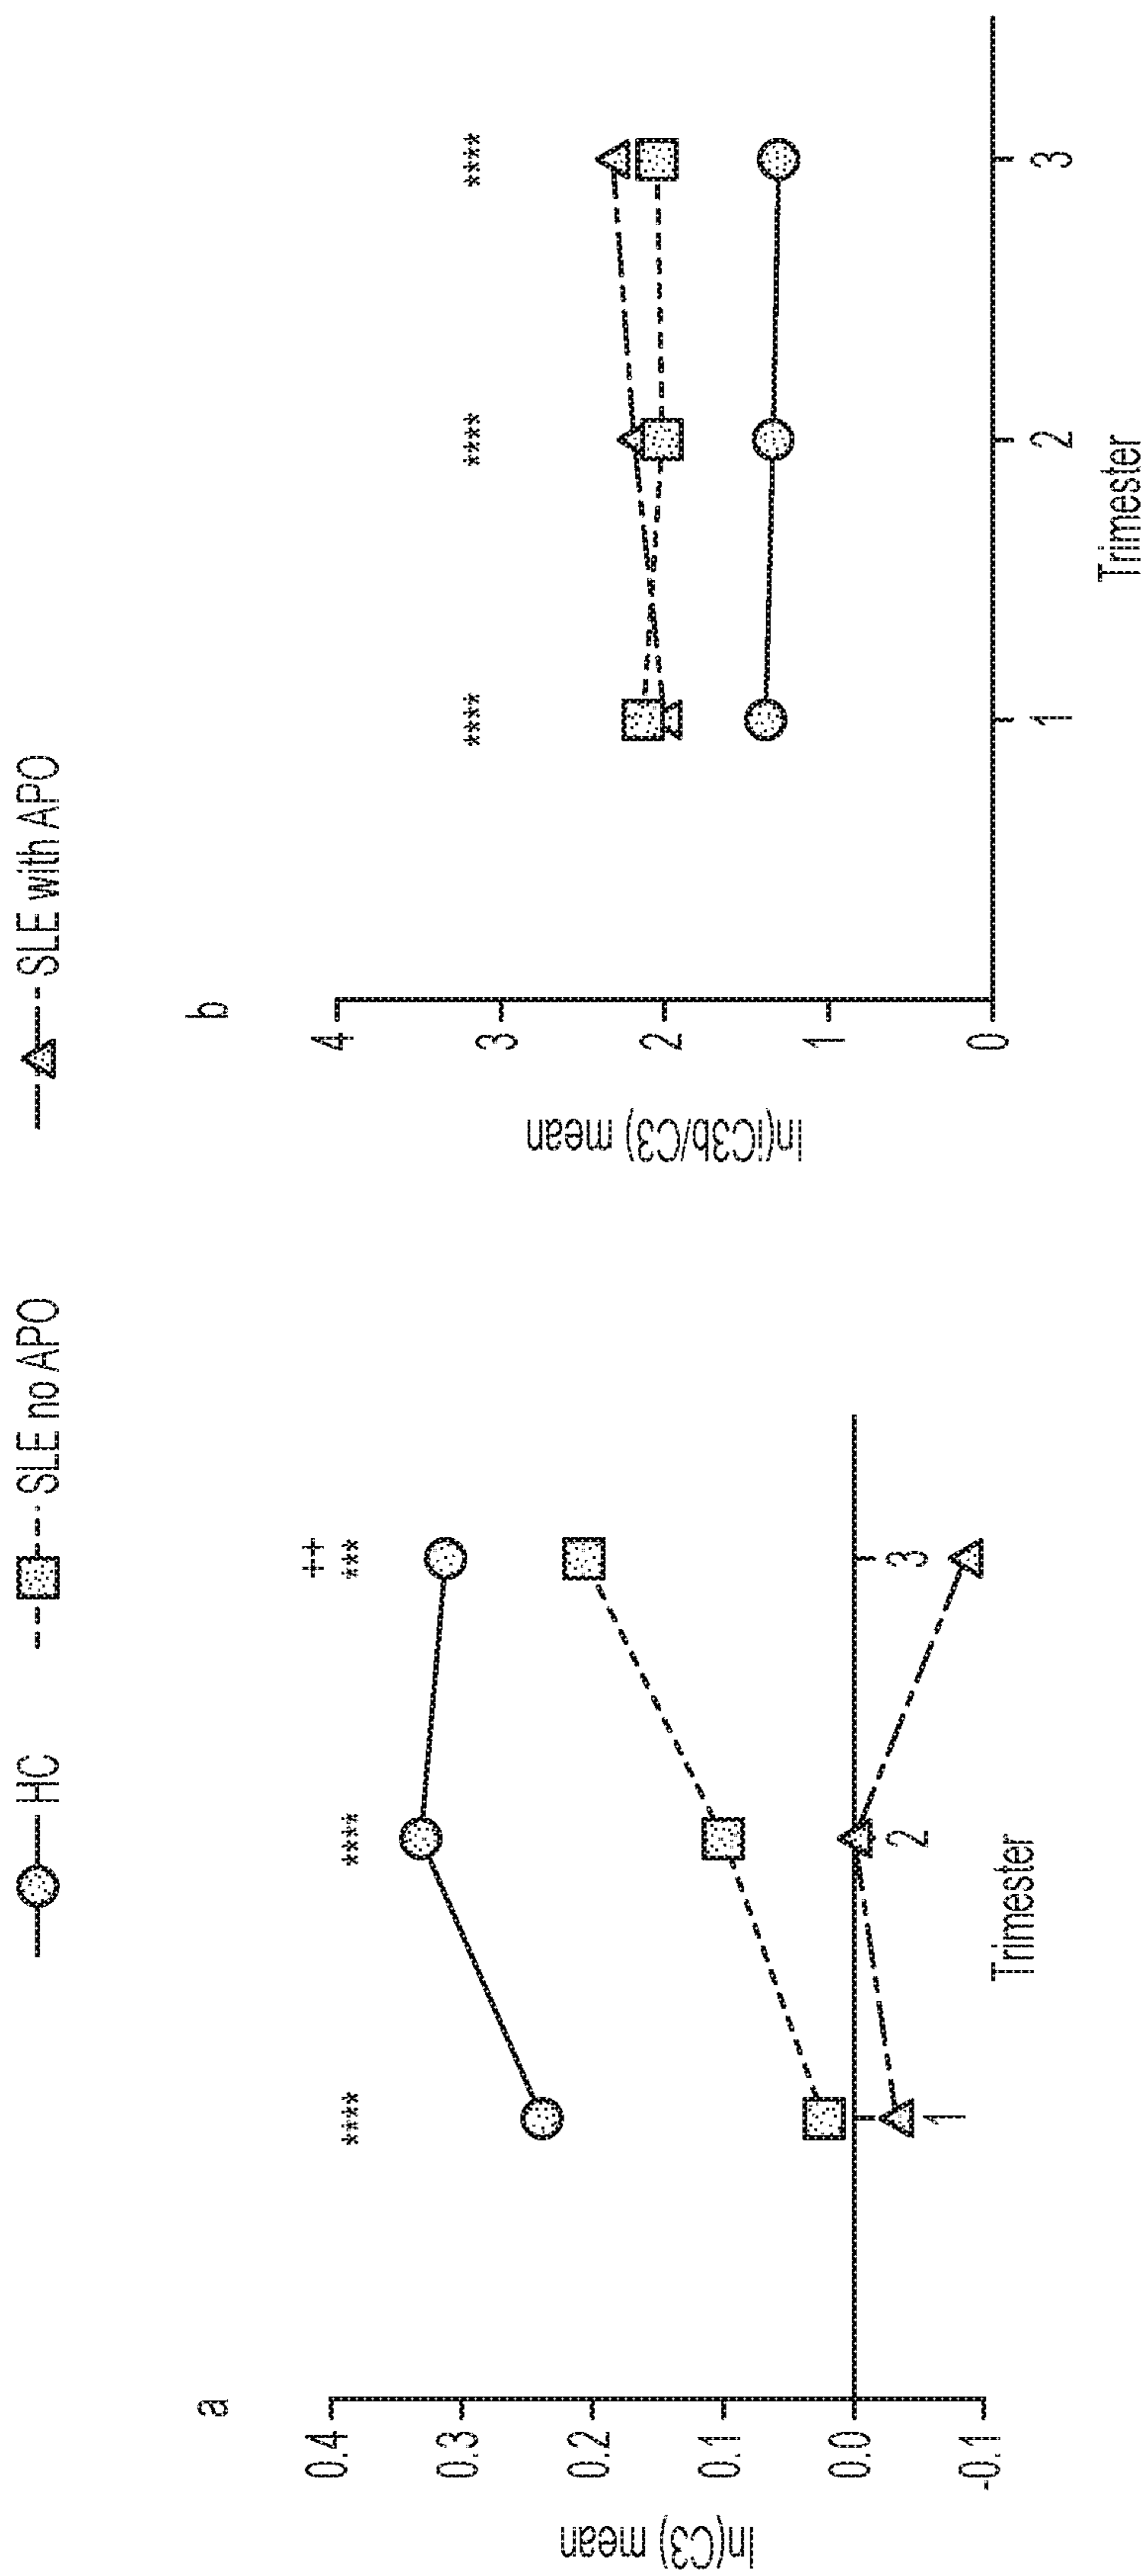 HC
SLE no APO
SLE with APO
a
ln(C3) mean
0.4
0.3
0.2
0.1
0.0
-0.1
****
****
++
***
1
2
3
Trimester
b
ln(iC3b/C3) mean
4
3
2
1
0
****
****
****
1
2
3
Trimester